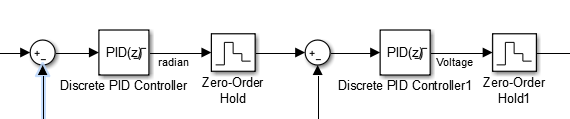 PID(z)
radian
Discrete PID Controller
Zero-Order
Hold
PID(z)
Voltage
Discrete PID Controller1
Zero-Order
Hold1